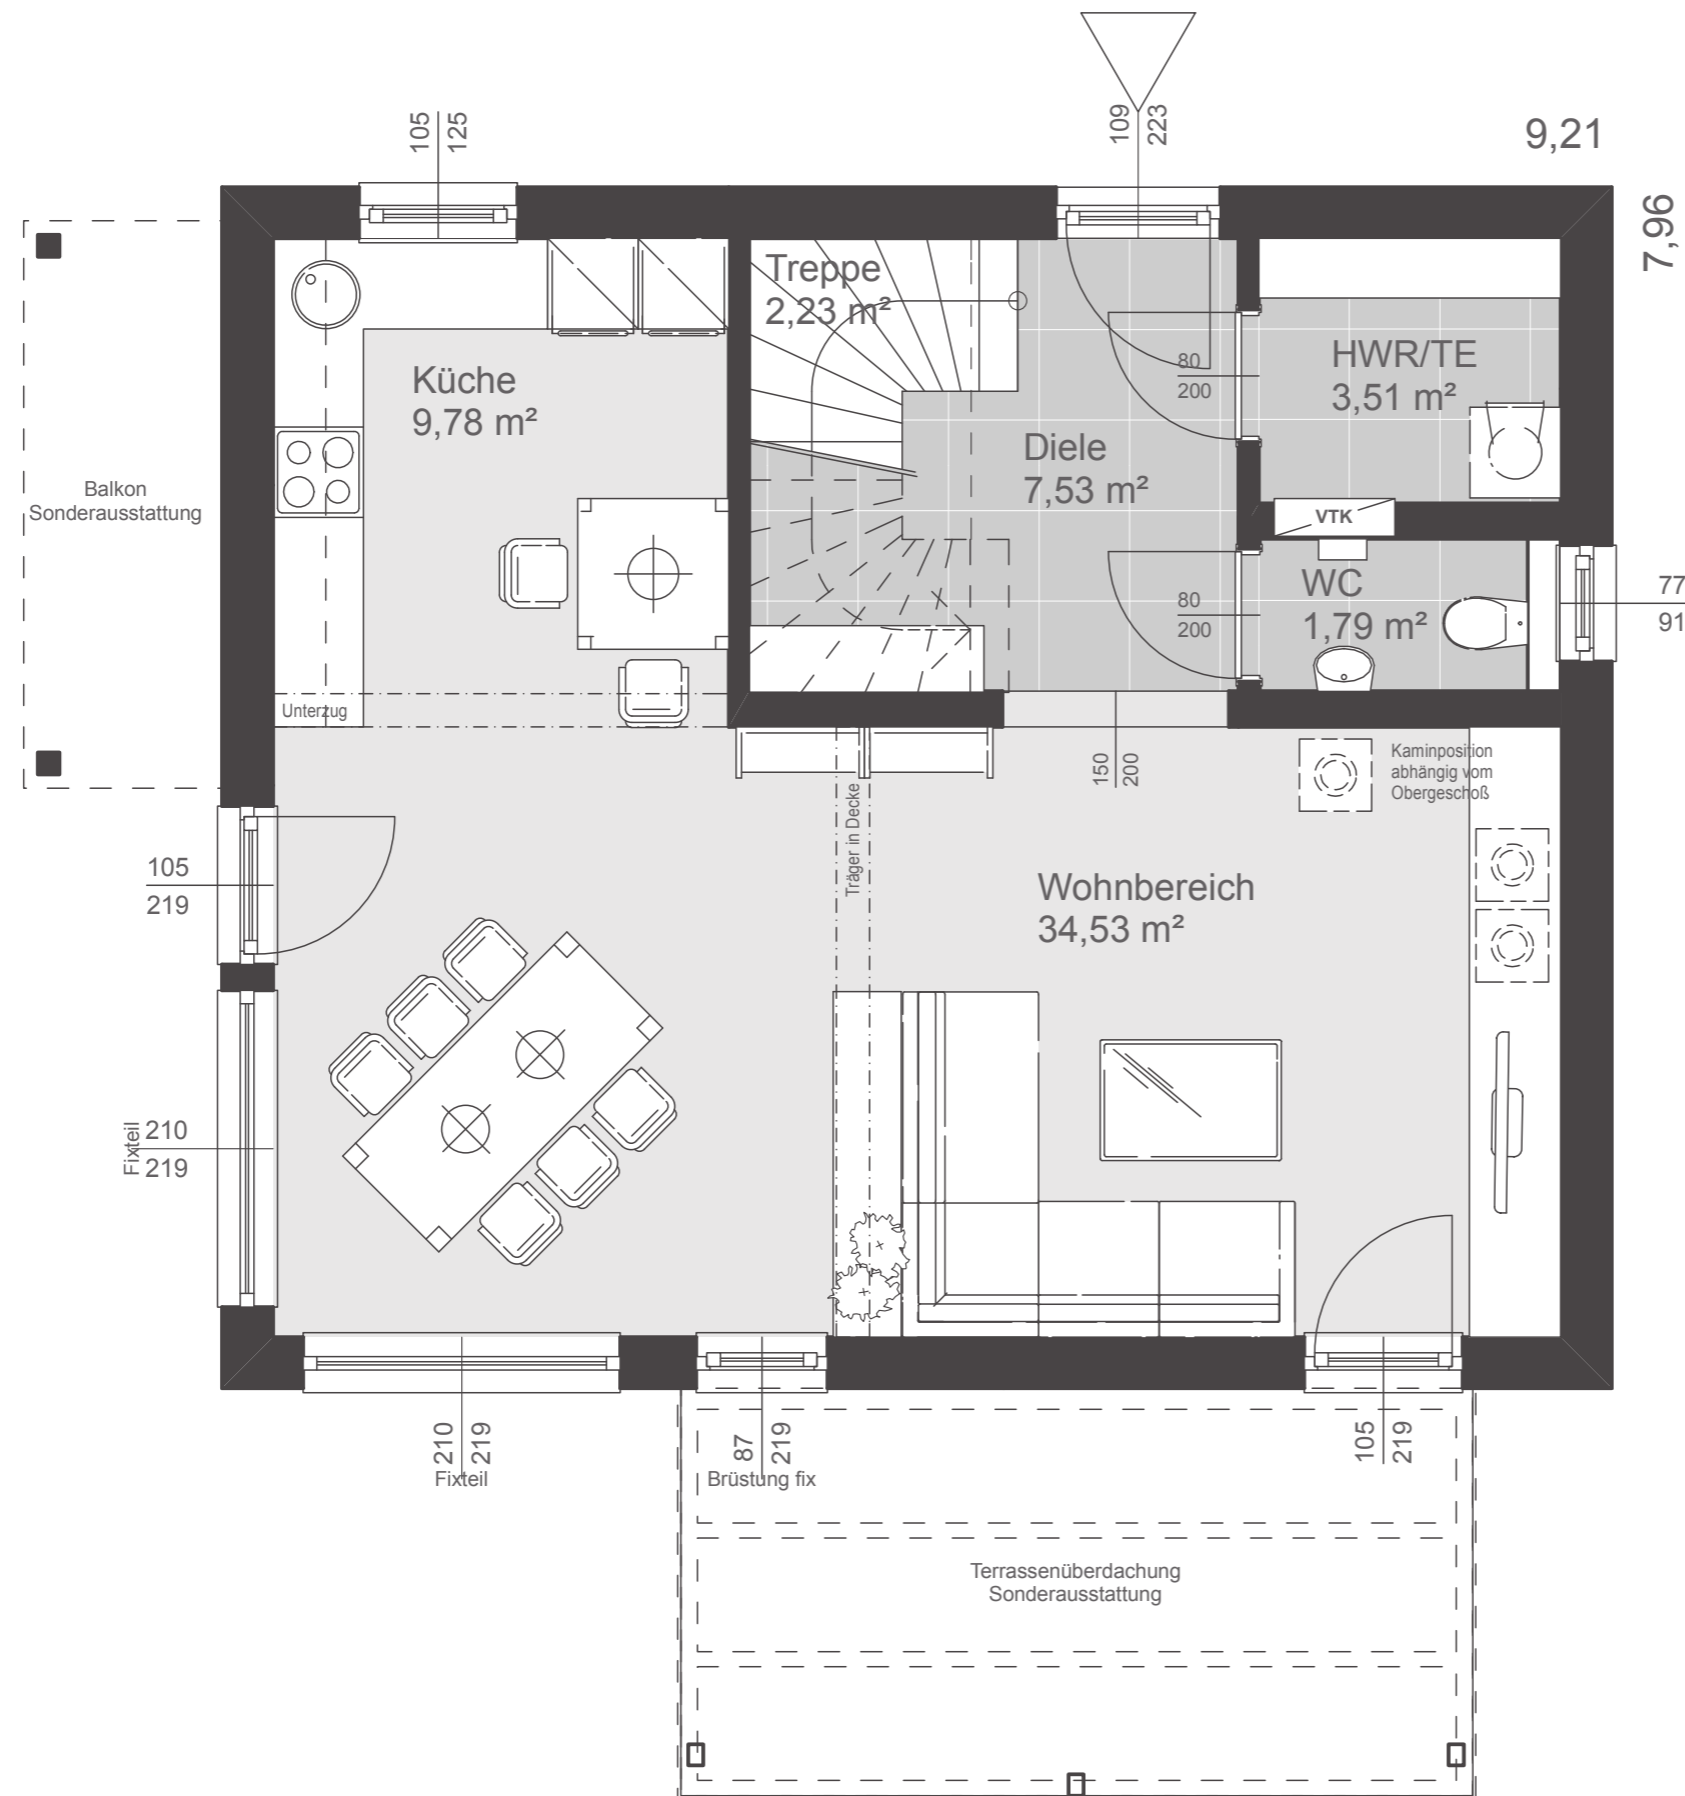 105
125
109
223
9,21
7,96
Treppe
2,23 m²
Küche
9,78 m²
80
200
HWR/TE
3,51 m²
Diele
7,53 m²
Balkon
Sonderausstattung
VTK
WC
1,79 m²
80
200
77
91
Unterzug
150
200
Kaminposition
abhängig vom
Obergeschoß
Träger in Decke
105
219
Wohnbereich
34,53 m²
Fixteil
210
219
210
219
Fixteil
87
219
Brüstung fix
105
219
Terrassenüberdachung
Sonderausstattung